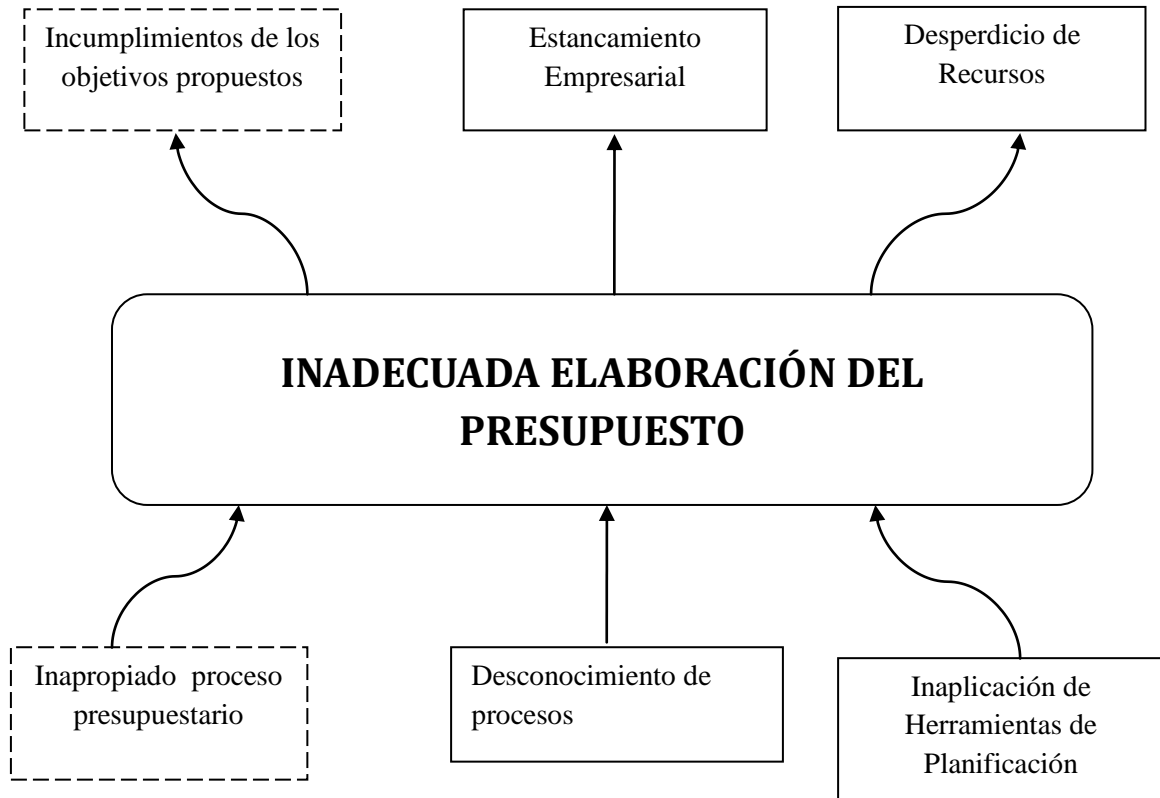 Incumplimientos de los
objetivos propuestos
Estancamiento
Empresarial
Desperdicio de
Recursos
INADECUADA ELABORACIÓN DEL
PRESUPUESTO
Inapropiado proceso
presupuestario
Desconocimiento de
procesos
Inaplicación de
Herramientas de
Planificación